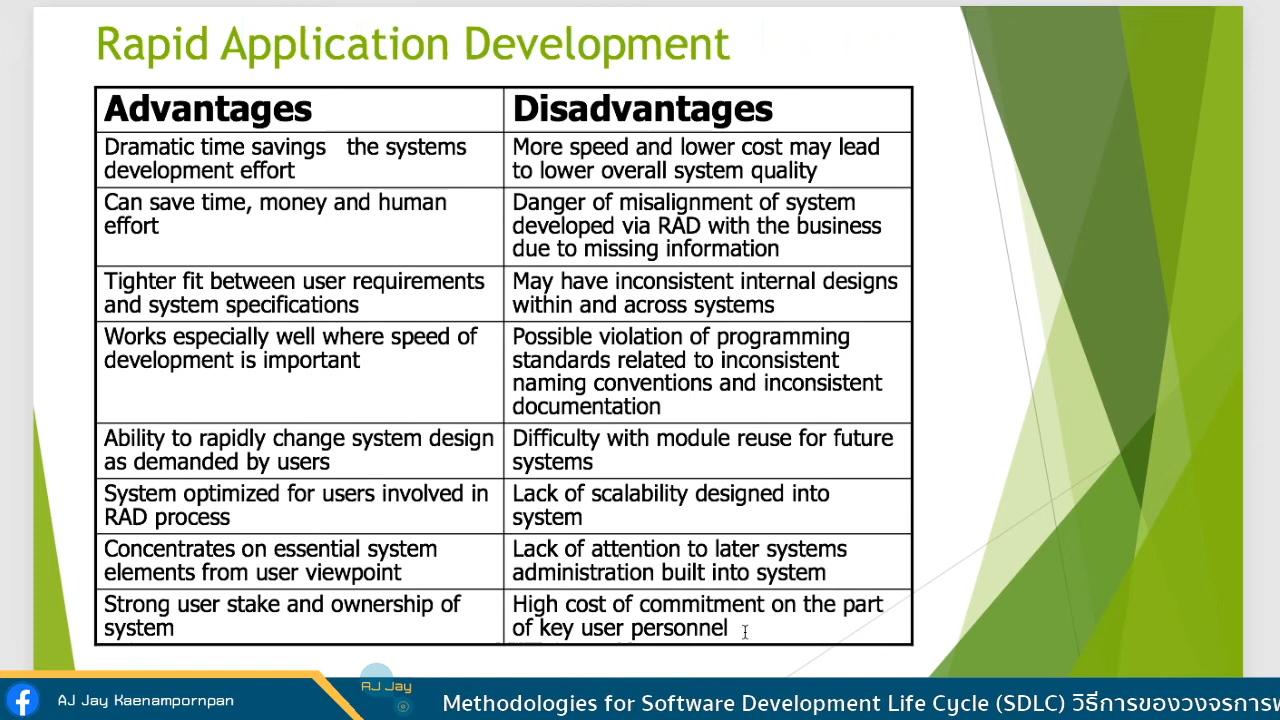 Rapid Application Development
Advantages
Disadvantages
Dramatic time savings the systems
development effort
More speed and lower cost may lead
to lower overall system quality
Can save time, money and human
effort
Danger of misalignment of system
developed via RAD with the business
due to missing information
Tighter fit between user requirements
and system specifications
May have inconsistent internal designs
within and across systems
Works especially well where speed of
development is important
Possible violation of programming
standards related to inconsistent
naming conventions and inconsistent
documentation
Ability to rapidly change system design
as demanded by users
Difficulty with module reuse for future
systems
System optimized for users involved in
RAD process
Lack of scalability designed into
system
Concentrates on essential system
elements from user viewpoint
Lack of attention to later systems
administration built into system
Strong user stake and ownership of
system
High cost of commitment on the part
of key user personnel
AJ Jay Kaenampornpan
AJ Jay
Methodologies for Software Development Life Cycle (SDLC) วิธีการของวงจรการ